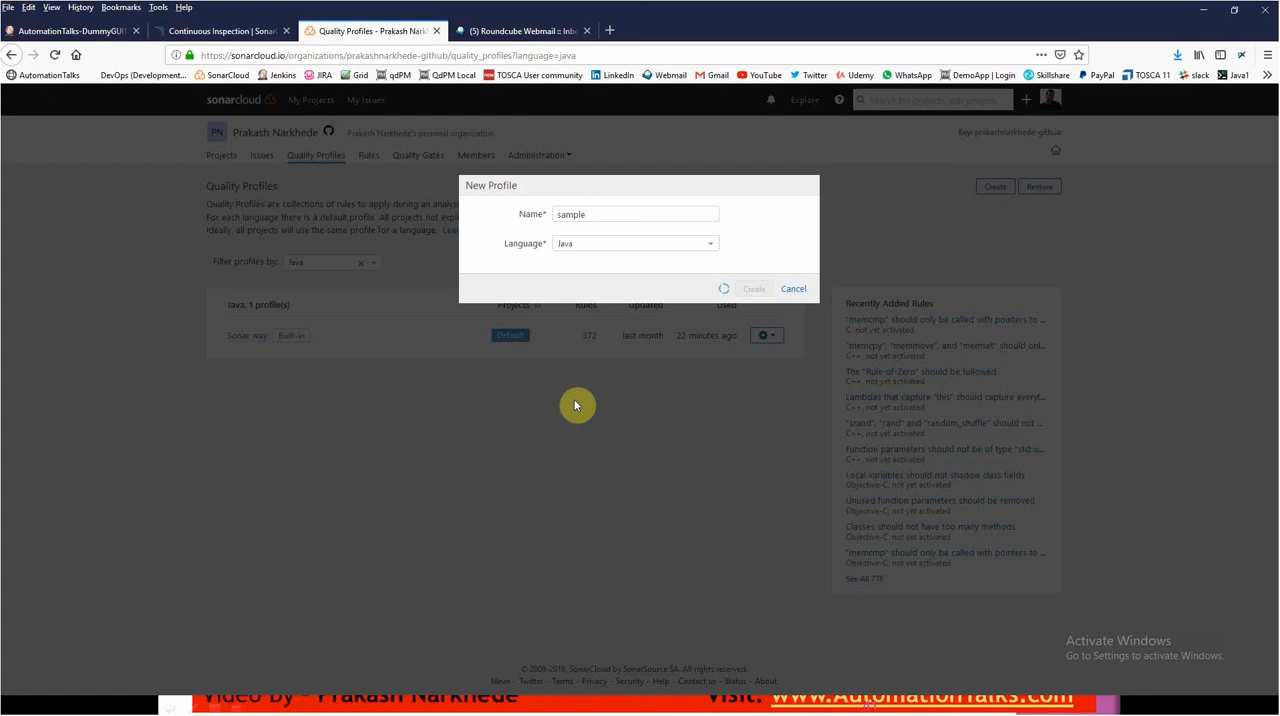 File Edit View History Bookmarks Tools Help
AutomationTalks-DummyGUI
Continuous Inspection | Sonar
Quality Profiles - Prakash Nark
(5) Roundcube Webmail :: Inb
https://sonarcloud.io/organizations/prakashnarkhede-github/quality_profiles?language=java
AutomationTalks DevOps (Development... SonarCloud Jenkins JIRA Grid qdPM qdPM Local TOSCA User community LinkedIn Webmail Gmail YouTube Twitter Udemy WhatsApp DemoApp | Login Skillshare PayPal TOSCA 11 slack Java1
sonarcloud My Projects My Issues Explore Search for projects, sub-projects
PN Prakash Narkhede Prakash Narkhede's personal organization Key: prakashnarkhede-github
Projects Issues Quality Profiles Rules Quality Gates Members Administration
Quality Profiles Create Restore
Quality Profiles are collections of rules to apply during an analysis
For each language there is a default profile. All projects not expli
Ideally, all projects will use the same profile for a language. Lear
New Profile
Name* sample
Language* Java
Create Cancel
Filter profiles by: Java
Java, 1 profile(s) Projects Rules Updated Used
Sonar way Built-in Default 372 last month 22 minutes ago
Recently Added Rules
"memcmp" should only be called with pointers to ...
C, not yet activated
"memcpy", "memmove", and "memset" should onl...
C++, not yet activated
The "Rule-of-Zero" should be followed
C++, not yet activated
Lambdas that capture "this" should capture everyt...
C++, not yet activated
"srand", "rand" and "random_shuffle" should not ...
C++, not yet activated
Function parameters should not be of type "std::u...
C++, not yet activated
Local variables should not shadow class fields
Objective-C, not yet activated
Unused function parameters should be removed
Objective-C, not yet activated
Classes should not have too many methods
Objective-C, not yet activated
"memcmp" should only be called with pointers to ...
Objective-C, not yet activated
See All 778
Activate Windows
Go to Settings to activate Windows.
© 2008-2019, SonarCloud by SonarSource SA. All rights reserved.
News - Twitter - Terms - Privacy - Security - Help - Contact us - Status - About
Video by - Prakash Narkhede Visit: www.AutomationTalks.com